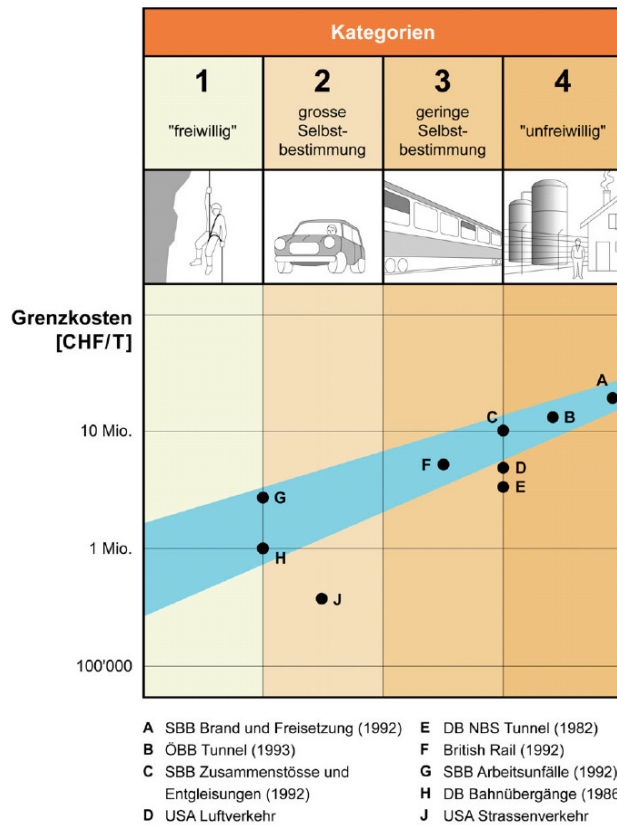 Kategorien
1 2 3 4
"freiwillig" grosse Selbst-bestimmung geringe Selbst-bestimmung "unfreiwillig"
Grenzkosten
[CHF/T]
A
C
10 Mio.
B
F
D
E
G
1 Mio.
H
J
100'000
A SBB Brand und Freisetzung (1992)
B ÖBB Tunnel (1993)
C SBB Zusammenstösse und
Entgleisungen (1992)
D USA Luftverkehr
E DB NBS Tunnel (1982)
F British Rail (1992)
G SBB Arbeitsunfälle (1992)
H DB Bahnübergänge (1986
J USA Strassenverkehr